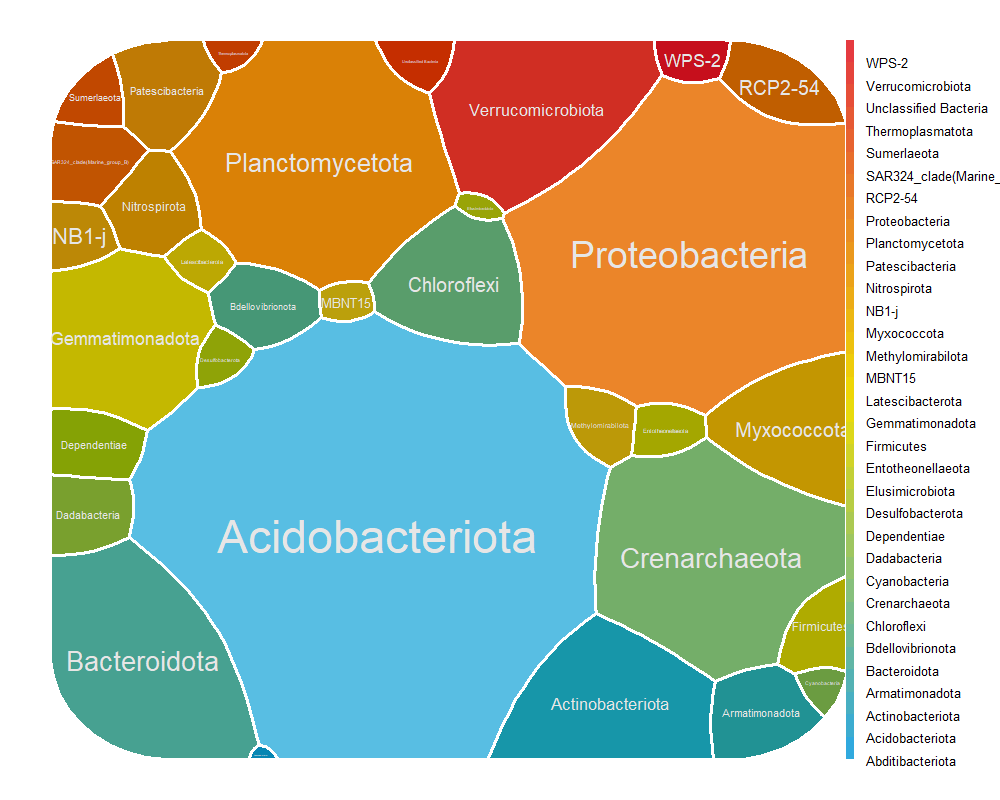 Thermoplasmatota
Unclassified Bacteria
WPS-2
Sumerlaeota
Patescibacteria
RCP2-54
Verrucomicrobiota
SAR324_clade(Marine_group_B)
Planctomycetota
Nitrospirota
NB1-j
Elusimicrobiota
Proteobacteria
Latescibacterota
Chloroflexi
Bdellovibrionota
MBNT15
Gemmatimonadota
Desulfobacterota
Methylomirabilota
Entotheonellaeota
Myxococcota
Dependentiae
Dadabacteria
Acidobacteriota
Crenarchaeota
Firmicutes
Bacteroidota
Cyanobacteria
Actinobacteriota
Armatimonadota
WPS-2
Verrucomicrobiota
Unclassified Bacteria
Thermoplasmatota
Sumerlaeota
SAR324_clade(Marine_
RCP2-54
Proteobacteria
Planctomycetota
Patescibacteria
Nitrospirota
NB1-j
Myxococcota
Methylomirabilota
MBNT15
Latescibacterota
Gemmatimonadota
Firmicutes
Entotheonellaeota
Elusimicrobiota
Desulfobacterota
Dependentiae
Dadabacteria
Cyanobacteria
Crenarchaeota
Chloroflexi
Bdellovibrionota
Bacteroidota
Armatimonadota
Actinobacteriota
Acidobacteriota
Abditibacteriota